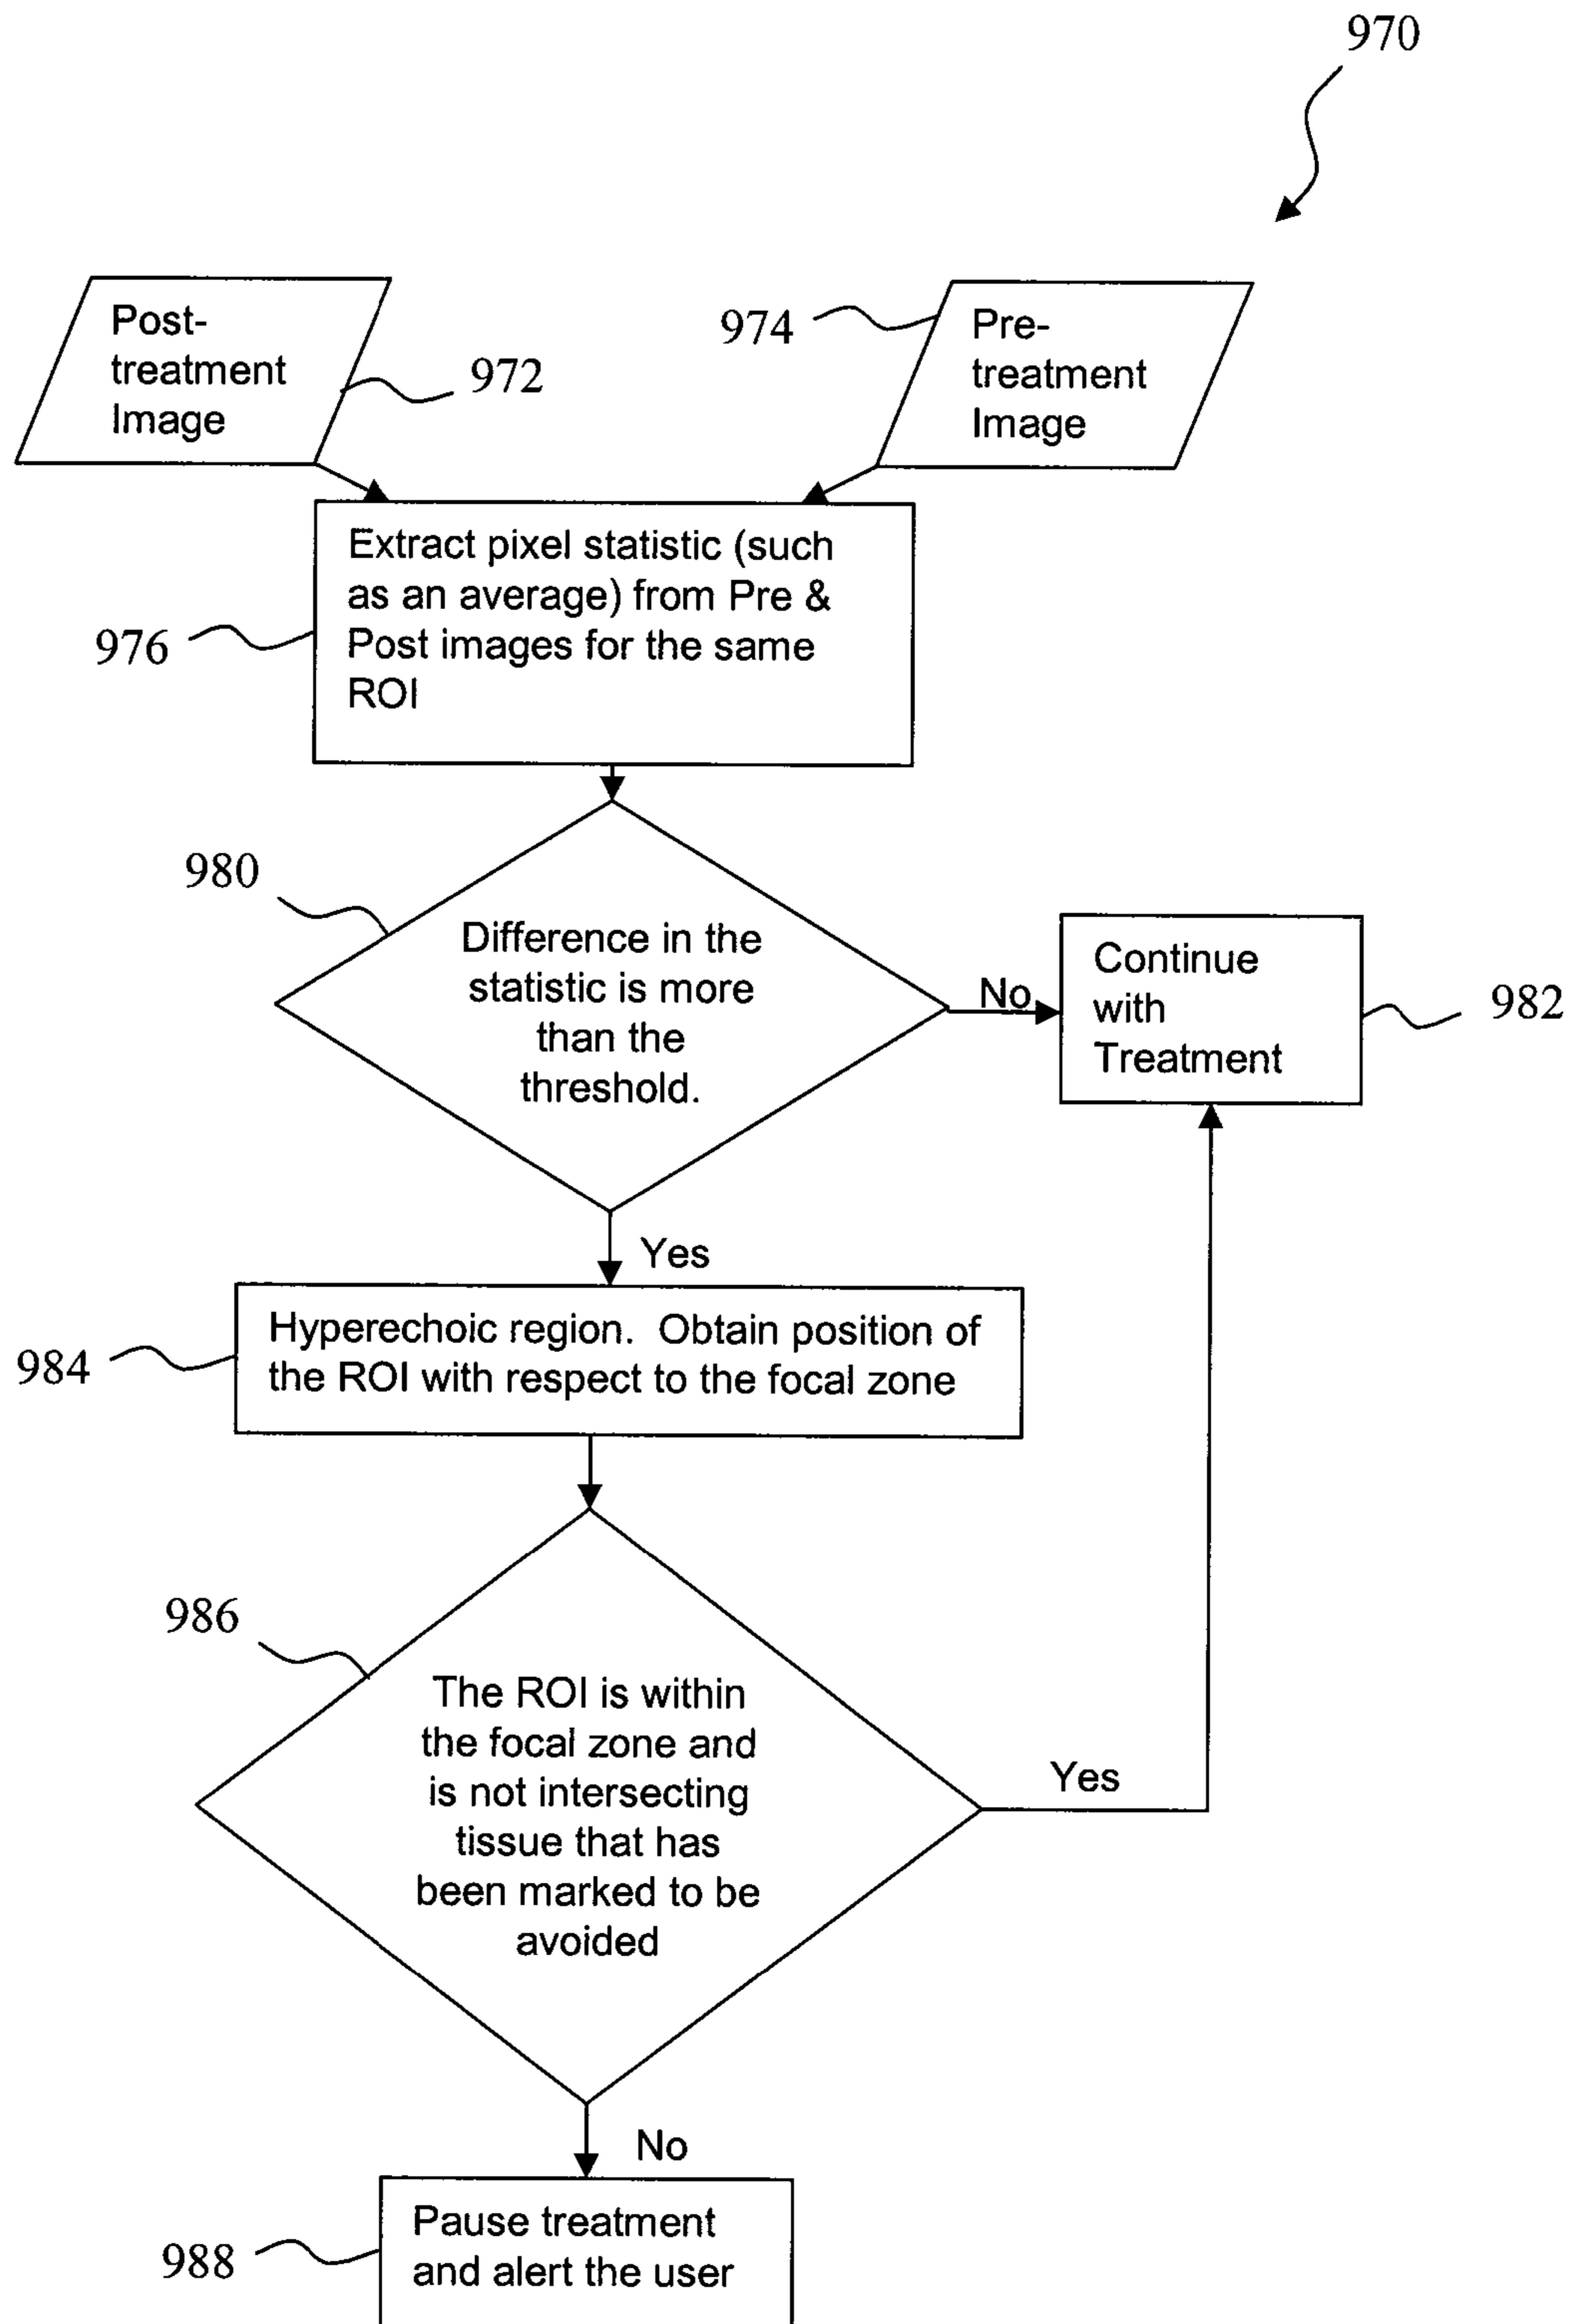 970
Post-
treatment
Image
972
974
Pre-
treatment
Image
Extract pixel statistic (such
as an average) from Pre &
Post images for the same
ROI
976
980
Difference in the
statistic is more
than the
threshold.
No
Continue
with
Treatment
982
Yes
Hyperechoic region. Obtain position of
the ROI with respect to the focal zone
984
986
The ROI is within
the focal zone and
is not intersecting
tissue that has
been marked to be
avoided
Yes
No
Pause treatment
and alert the user
988